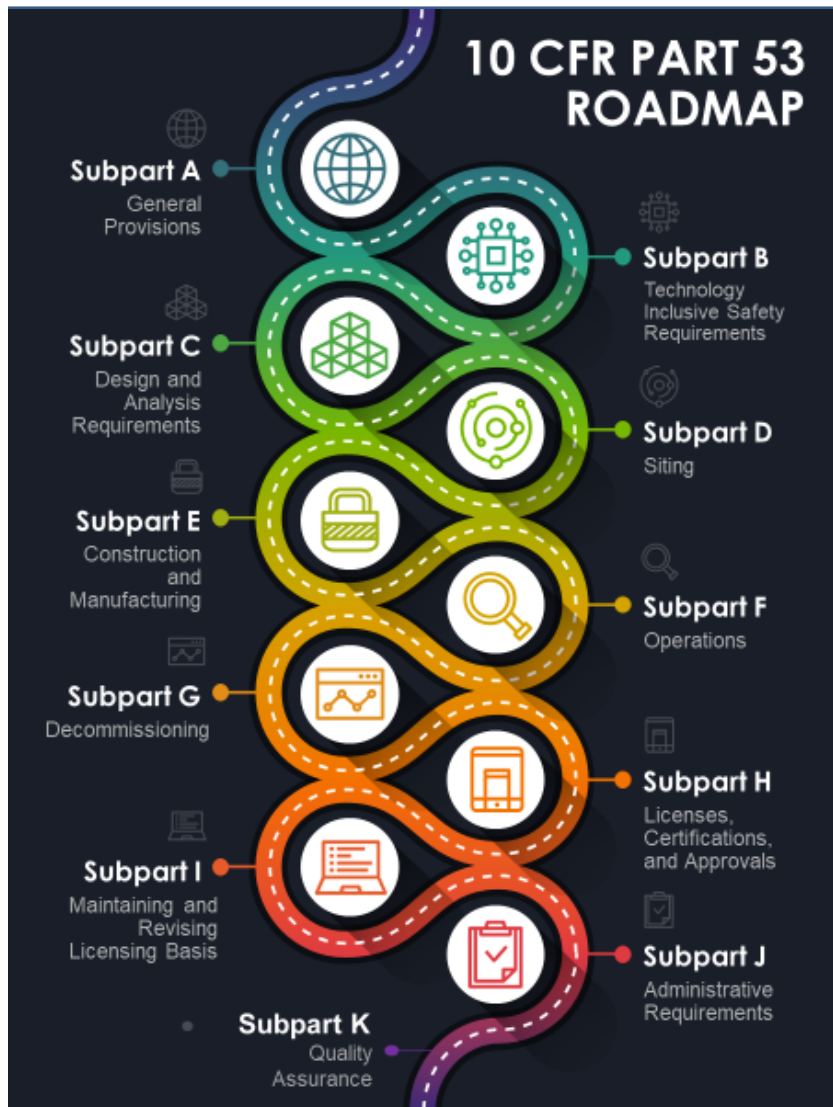 10 CFR PART 53
ROADMAP
Subpart A
General
Provisions
Subpart B
Technology
Inclusive Safety
Requirements
Subpart C
Design and
Analysis
Requirements
Subpart D
Siting
Subpart E
Construction
and
Manufacturing
Subpart F
Operations
Subpart G
Decommissioning
Subpart H
Licenses,
Certifications,
and Approvals
Subpart I
Maintaining and
Revising
Licensing Basis
Subpart J
Administrative
Requirements
Subpart K
Quality
Assurance